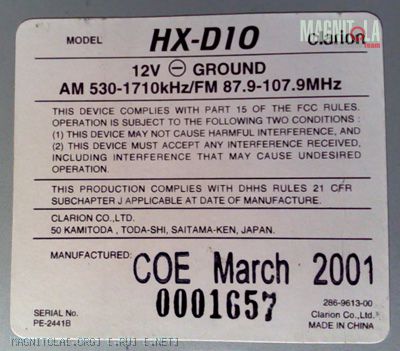 MAGNITOLA
team
MODEL HX-D10 clarion
12V ⊖ GROUND
AM 530-1710kHz/FM 87.9-107.9MHz
THIS DEVICE COMPLIES WITH PART 15 OF THE FCC RULES.
OPERATION IS SUBJECT TO THE FOLLOWING TWO CONDITIONS :
(1) THIS DEVICE MAY NOT CAUSE HARMFUL INTERFERENCE, AND
(2) THIS DEVICE MUST ACCEPT ANY INTERFERENCE RECEIVED,
INCLUDING INTERFERENCE THAT MAY CAUSE UNDESIRED
OPERATION.
THIS PRODUCTION COMPLIES WITH DHHS RULES 21 CFR
SUBCHAPTER J APPLICABLE AT DATE OF MANUFACTURE.
CLARION CO.,LTD.
50 KAMITODA, TODA-SHI, SAITAMA-KEN, JAPAN.
MANUFACTURED:
COE March 2001
0001657
286-9613-00
SERIAL No. Clarion Co., Ltd.
PE-2441B MADE IN CHINA
MAGNITOLA[.ORG] [.RU] [.NET]